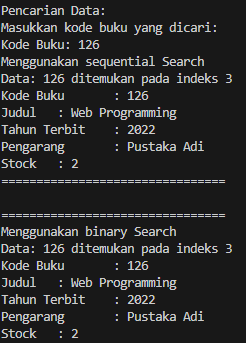 Pencarian Data:
Masukkan kode buku yang dicari:
Kode Buku: 126
Menggunakan sequential Search
Data: 126 ditemukan pada indeks 3
Kode Buku       : 126
Judul   : Web Programming
Tahun Terbit    : 2022
Pengarang       : Pustaka Adi
Stock   : 2
===============================

===============================
Menggunakan binary Search
Data: 126 ditemukan pada indeks 3
Kode Buku       : 126
Judul   : Web Programming
Tahun Terbit    : 2022
Pengarang       : Pustaka Adi
Stock   : 2